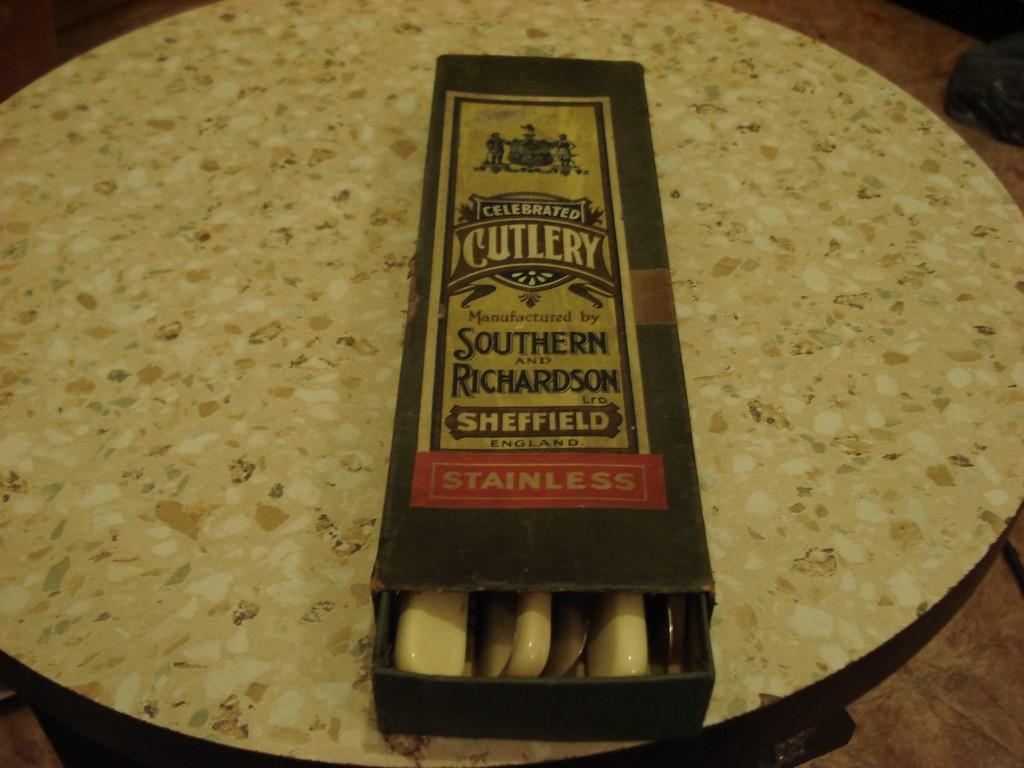 CELEBRATED
CUTLERY
Manufactured by
SOUTHERN
AND
RICHARDSON
LTD.
SHEFFIELD
ENGLAND.
STAINLESS